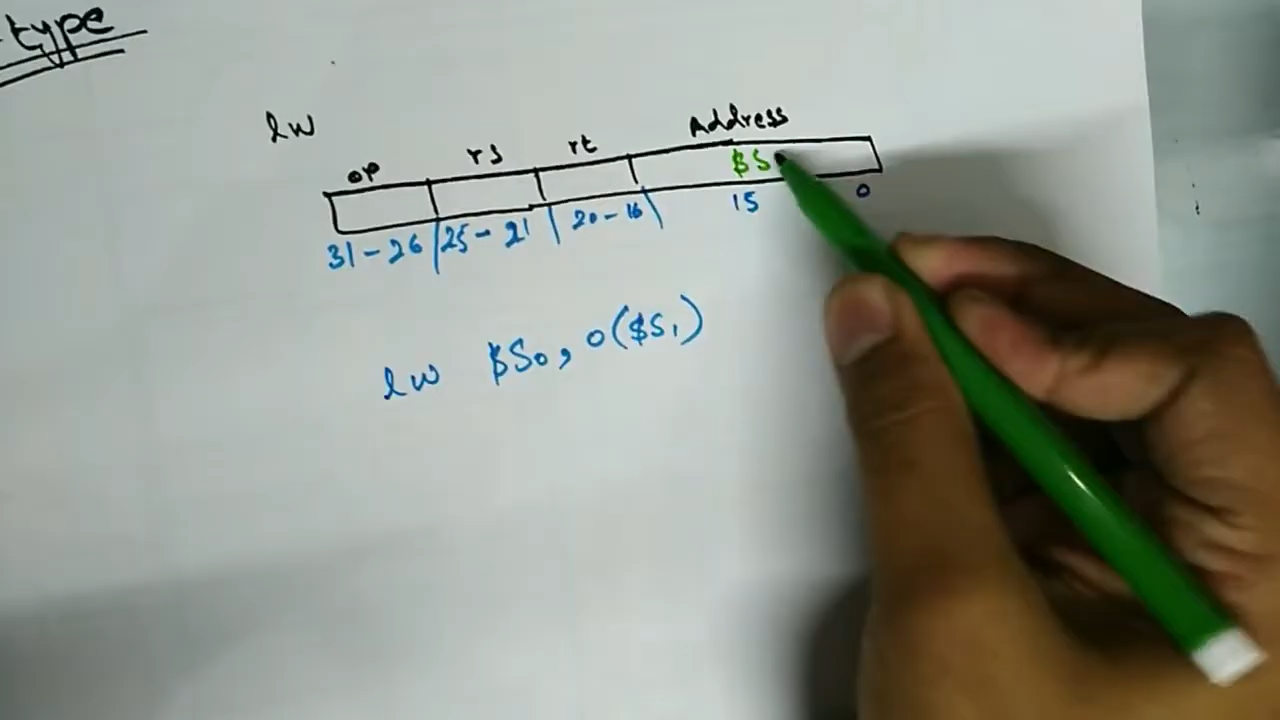 -type
lw
op rs rt Address
$S
31-26 | 25-21 | 20-16 | 15 0
lw $S0, 0($S1)